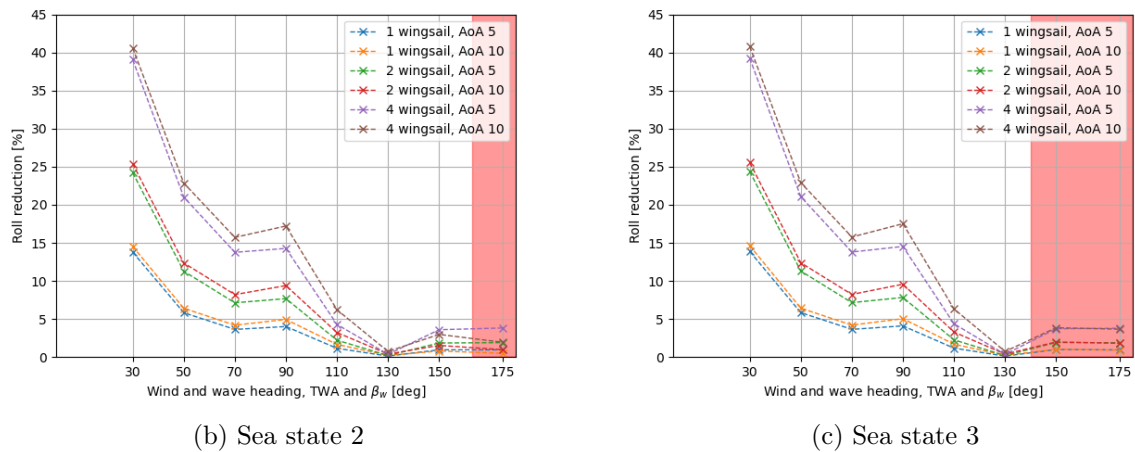 45
40
35
30
25
20
15
10
5
0
Roll reduction [%]
1 wingsail, AoA 5
1 wingsail, AoA 10
2 wingsail, AoA 5
2 wingsail, AoA 10
4 wingsail, AoA 5
4 wingsail, AoA 10
30 50 70 90 110 130 150 175
Wind and wave heading, TWA and β_w [deg]
(b) Sea state 2
45
40
35
30
25
20
15
10
5
0
Roll reduction [%]
1 wingsail, AoA 5
1 wingsail, AoA 10
2 wingsail, AoA 5
2 wingsail, AoA 10
4 wingsail, AoA 5
4 wingsail, AoA 10
30 50 70 90 110 130 150 175
Wind and wave heading, TWA and β_w [deg]
(c) Sea state 3